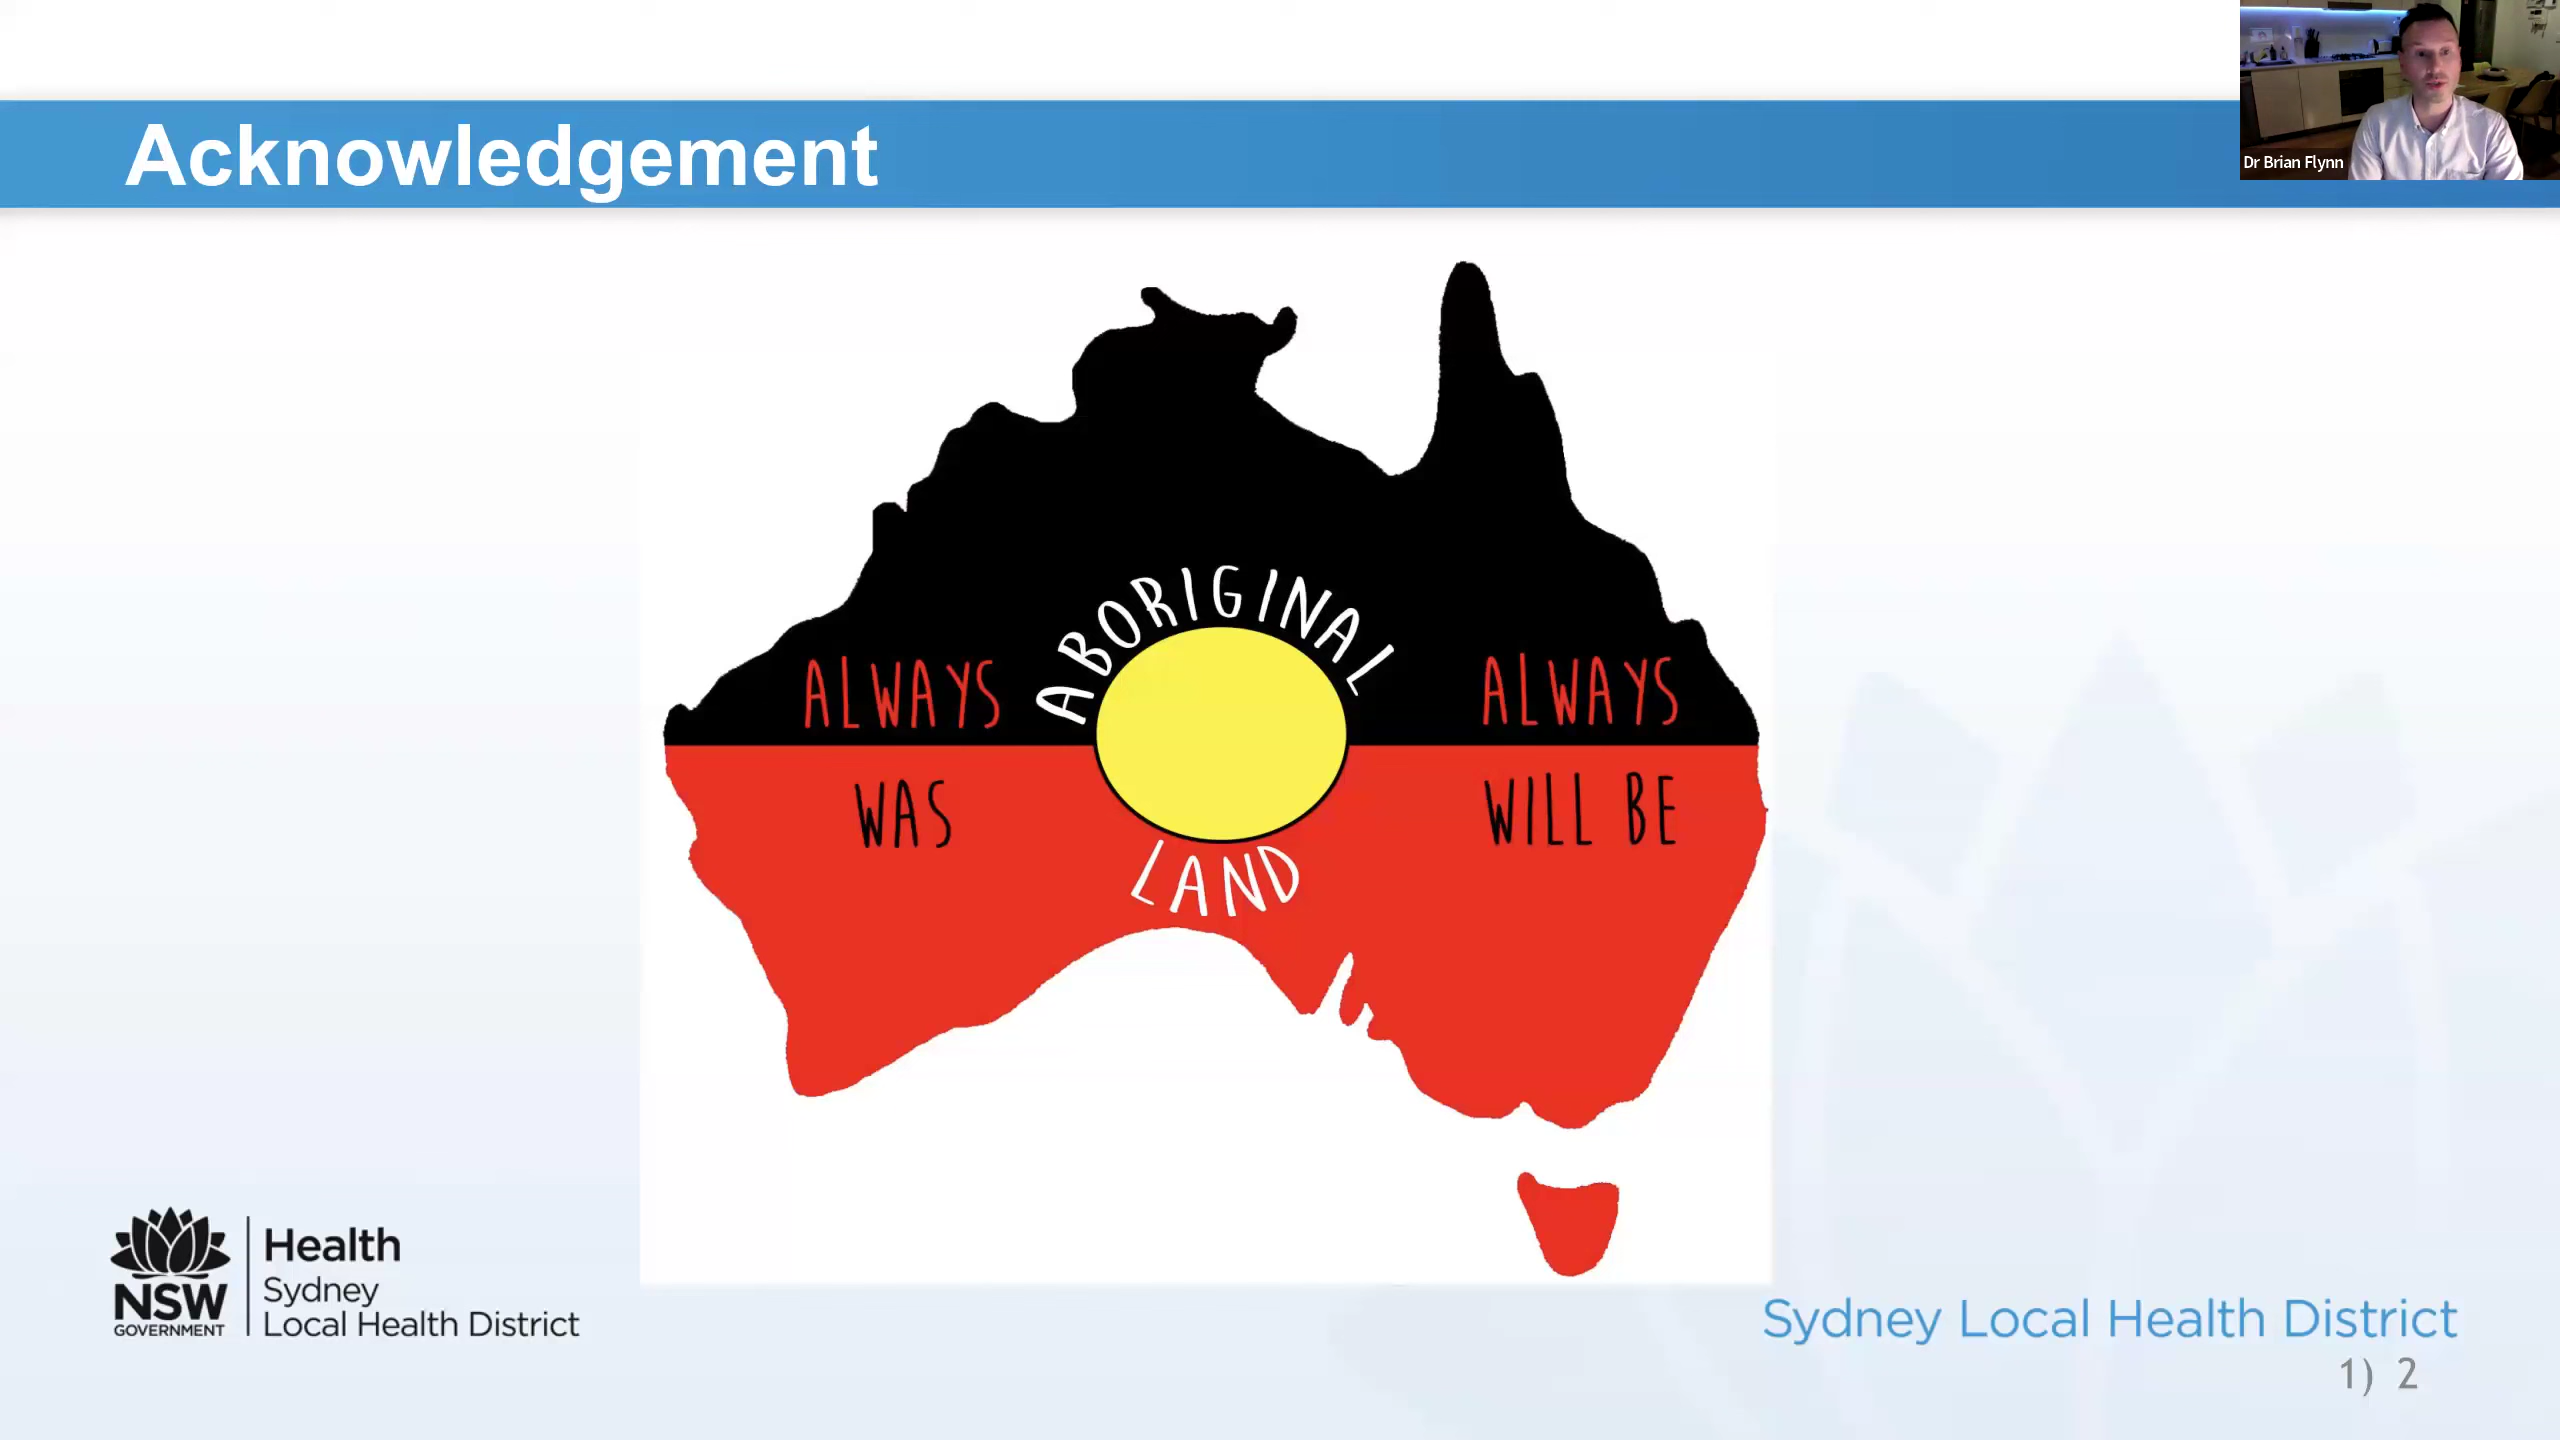 Dr Brian Flynn
Acknowledgement
ABORIGINAL
ALWAYS
ALWAYS
WAS
WILL BE
LAND
NSW
GOVERNMENT
Health
Sydney
Local Health District
Sydney Local Health District
1) 2